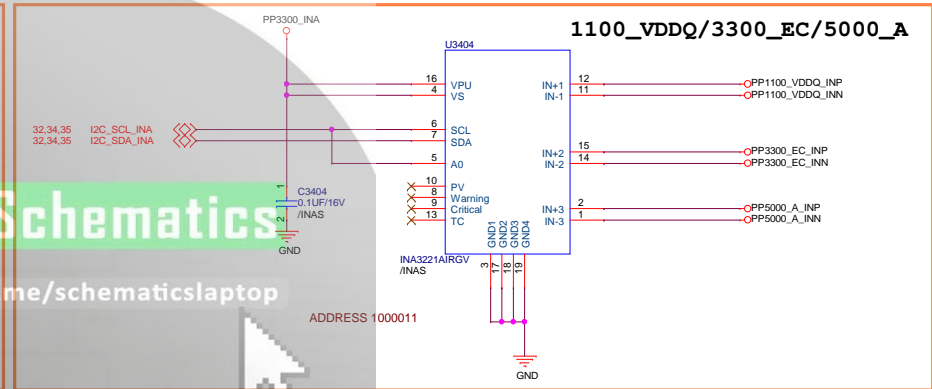 PP3300_INA
1100_VDDQ/3300_EC/5000_A
U3404
16 VPU
4 VS
6 SCL
7 SDA
5 A0
10 PV
8 Warning
9 Critical
13 TC
IN+1 12 PP1100_VDDQ_INP
IN-1 11 PP1100_VDDQ_INN
IN+2 15 PP3300_EC_INP
IN-2 14 PP3300_EC_INN
IN+3 2 PP5000_A_INP
IN-3 1 PP5000_A_INN
32,34,35 I2C_SCL_INA
32,34,35 I2C_SDA_INA
1
C3404
0.1UF/16V
/INAS
2
GND
Schematics
me/schematicslaptop
GND1
GND2
GND3
GND4
3
17
18
19
INA3221AIRGV
/INAS
ADDRESS 1000011
GND